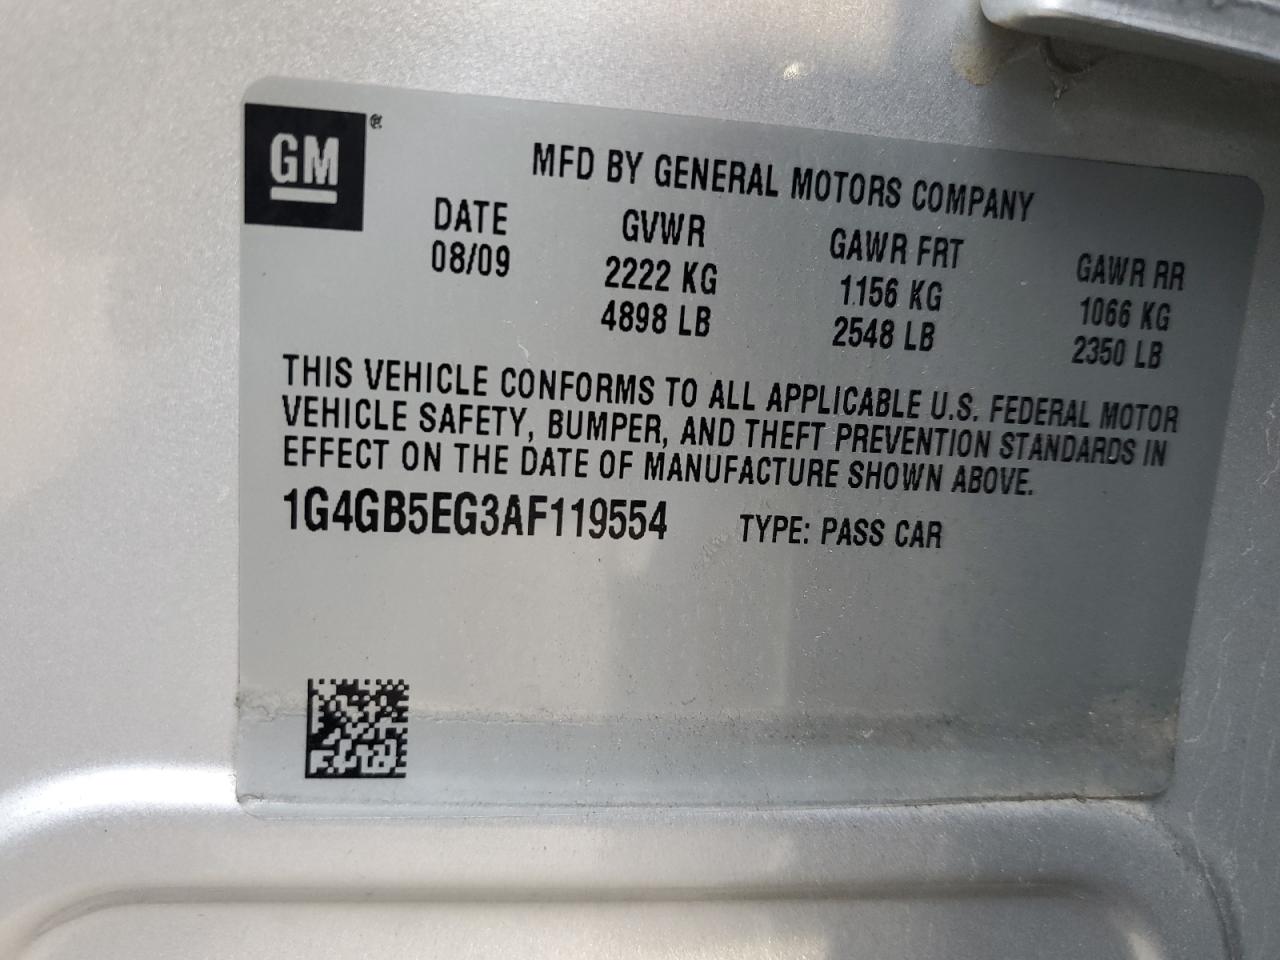 GM ®
MFD BY GENERAL MOTORS COMPANY
DATE GVWR GAWR FRT GAWR RR
08/09 2222 KG 1156 KG 1066 KG
4898 LB 2548 LB 2350 LB
THIS VEHICLE CONFORMS TO ALL APPLICABLE U.S. FEDERAL MOTOR
VEHICLE SAFETY, BUMPER, AND THEFT PREVENTION STANDARDS IN
EFFECT ON THE DATE OF MANUFACTURE SHOWN ABOVE.
1G4GB5EG3AF119554 TYPE: PASS CAR